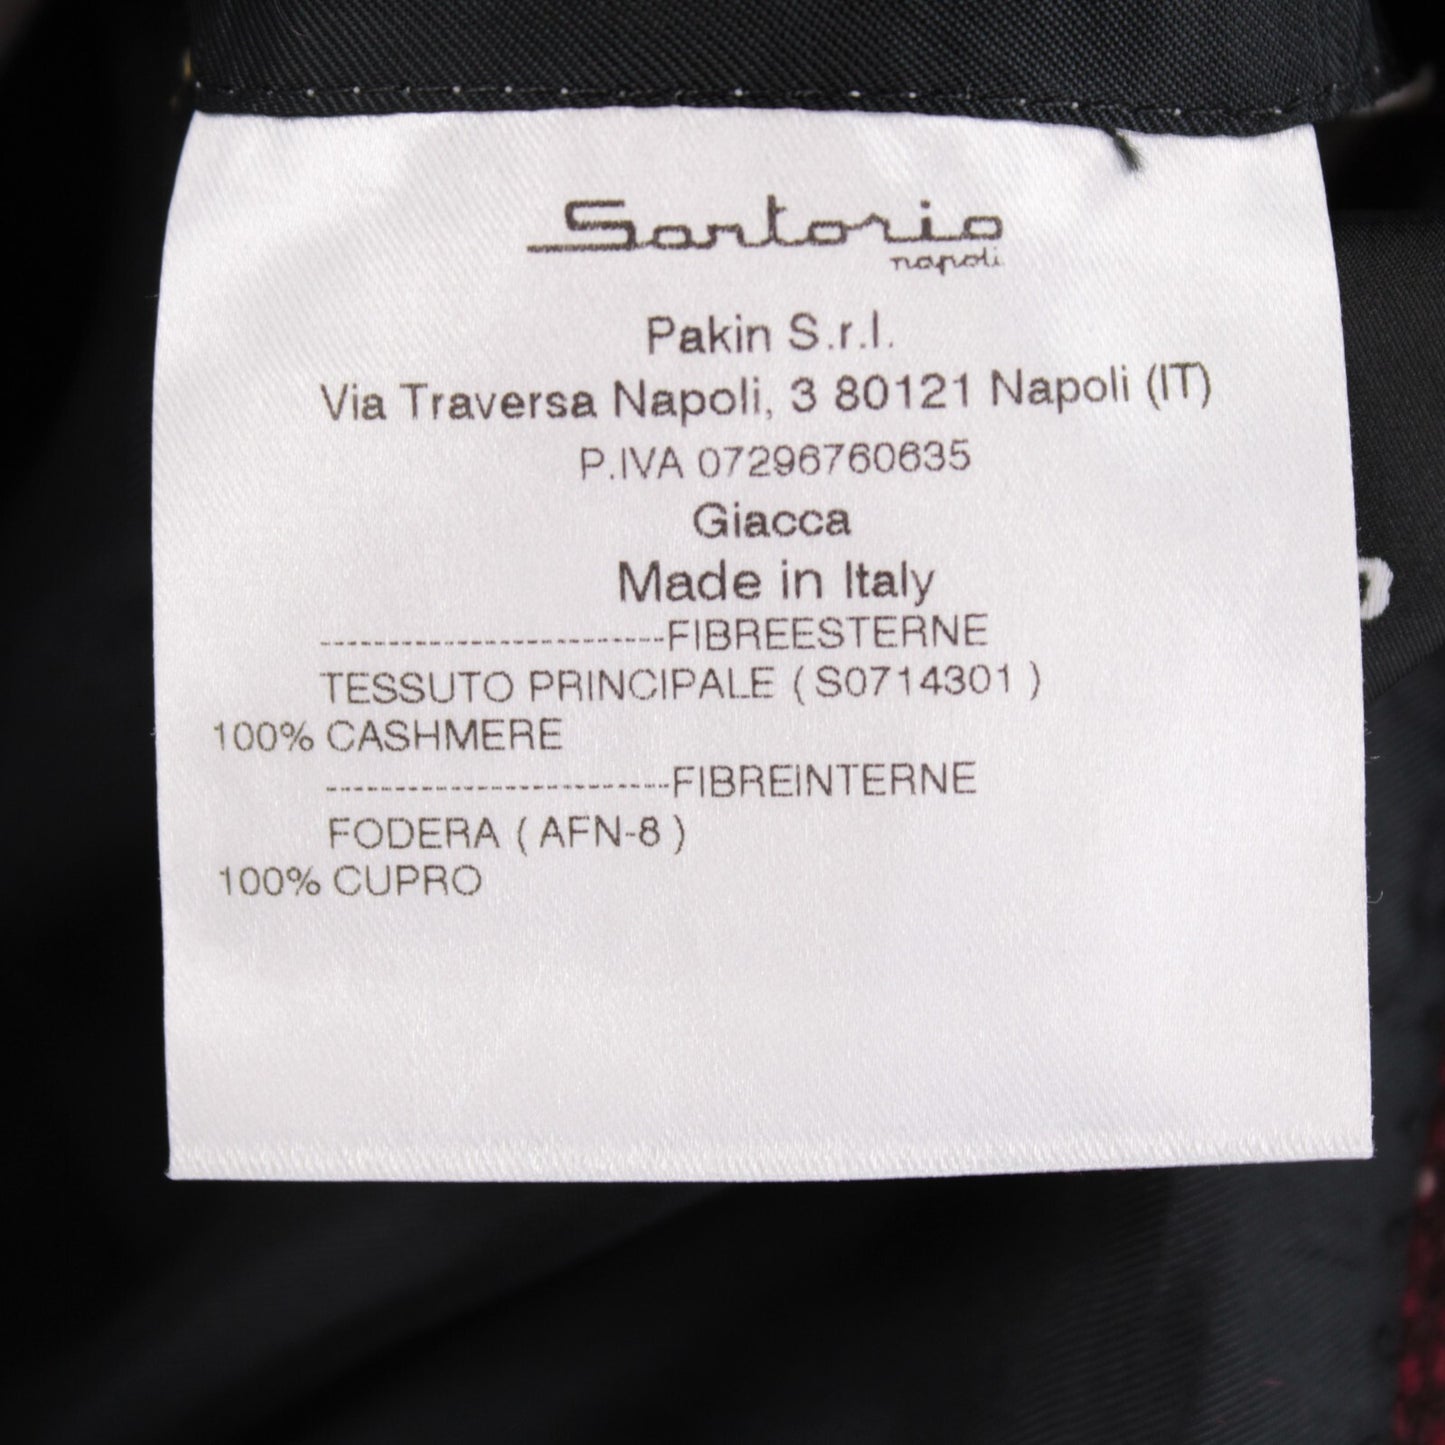 Sartorio
napoli
Pakin S.r.l.
Via Traversa Napoli, 3 80121 Napoli (IT)
P.IVA 07296760635
Giacca
Made in Italy
-------------------------FIBREESTERNE
TESSUTO PRINCIPALE ( S0714301 )
100% CASHMERE
-------------------------FIBREINTERNE
FODERA ( AFN-8 )
100% CUPRO